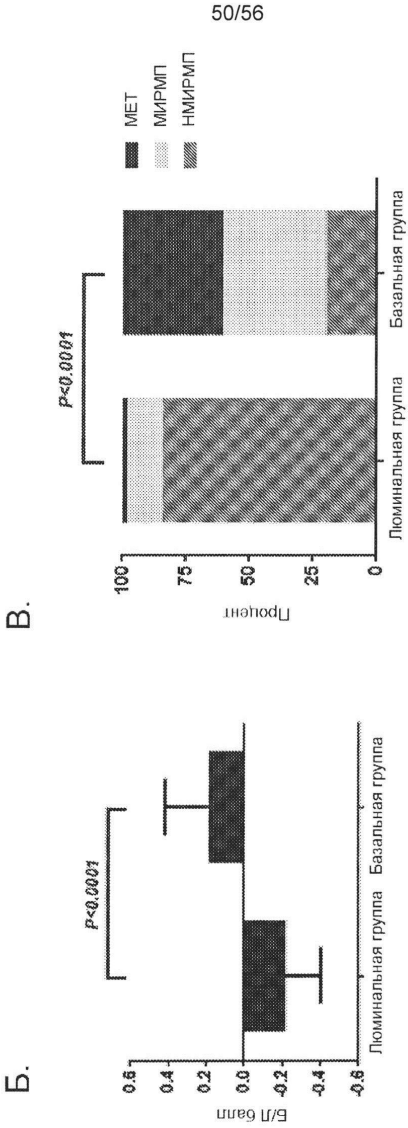 50/56
В.
P<0.0001
МЕТ
МИРМП
НМИРМП
100
75
50
25
0
Процент
Люминальная группа
Базальная группа
Б.
P<0.0001
0.6
0.4
0.2
0.0
-0.2
-0.4
-0.6
Б/Л балл
Люминальная группа
Базальная группа